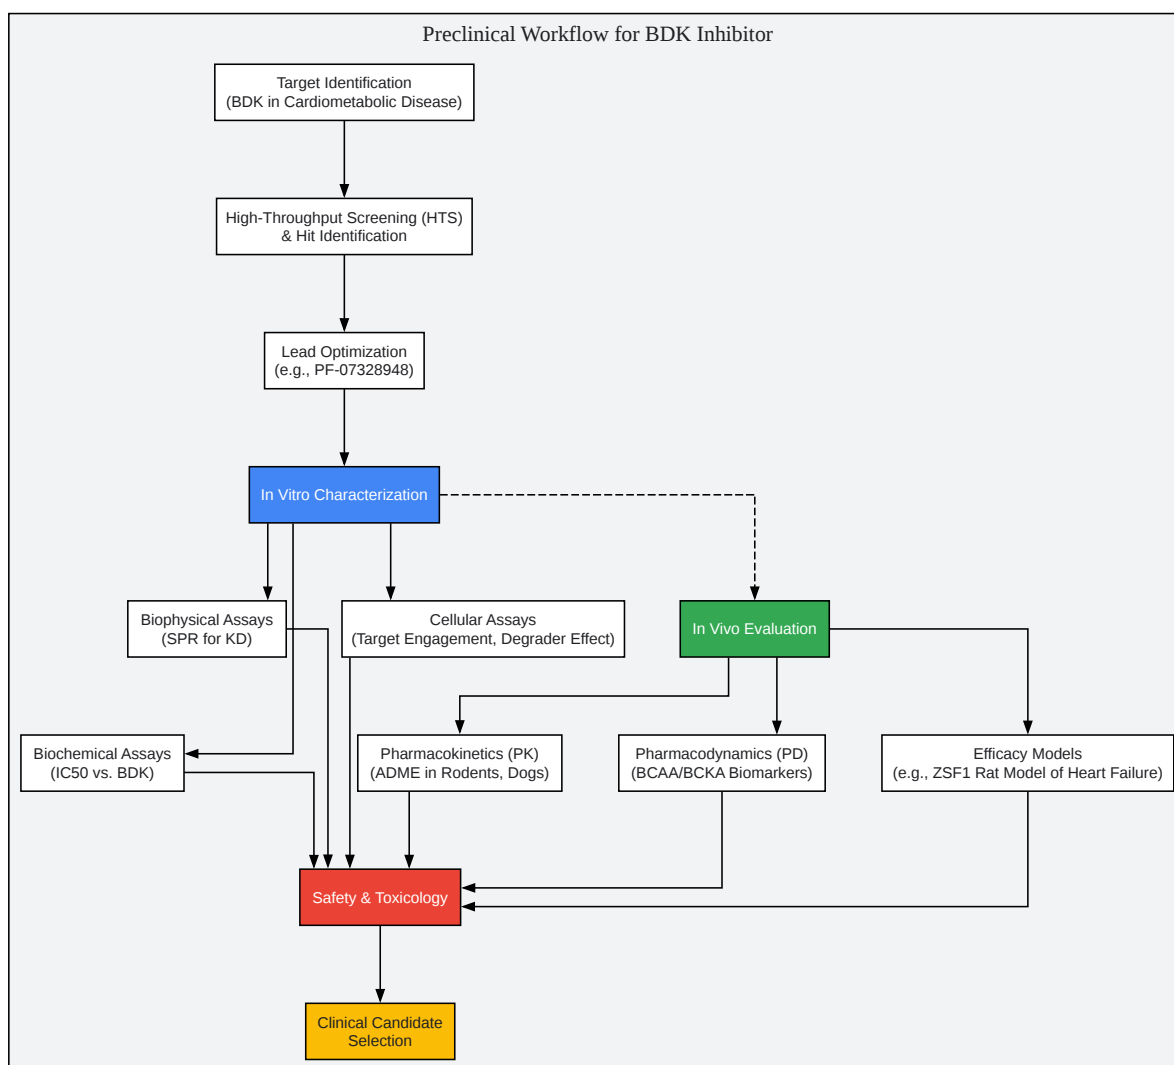 Preclinical Workflow for BDK Inhibitor
Target Identification
(BDK in Cardiometabolic Disease)
High-Throughput Screening (HTS)
& Hit Identification
Lead Optimization
(e.g., PF-07328948)
In Vitro Characterization
Biophysical Assays
(SPR for KD)
Cellular Assays
(Target Engagement, Degrader Effect)
In Vivo Evaluation
Biochemical Assays
(IC50 vs. BDK)
Pharmacokinetics (PK)
(ADME in Rodents, Dogs)
Pharmacodynamics (PD)
(BCAA/BCKA Biomarkers)
Efficacy Models
(e.g., ZSF1 Rat Model of Heart Failure)
Safety & Toxicology
Clinical Candidate
Selection